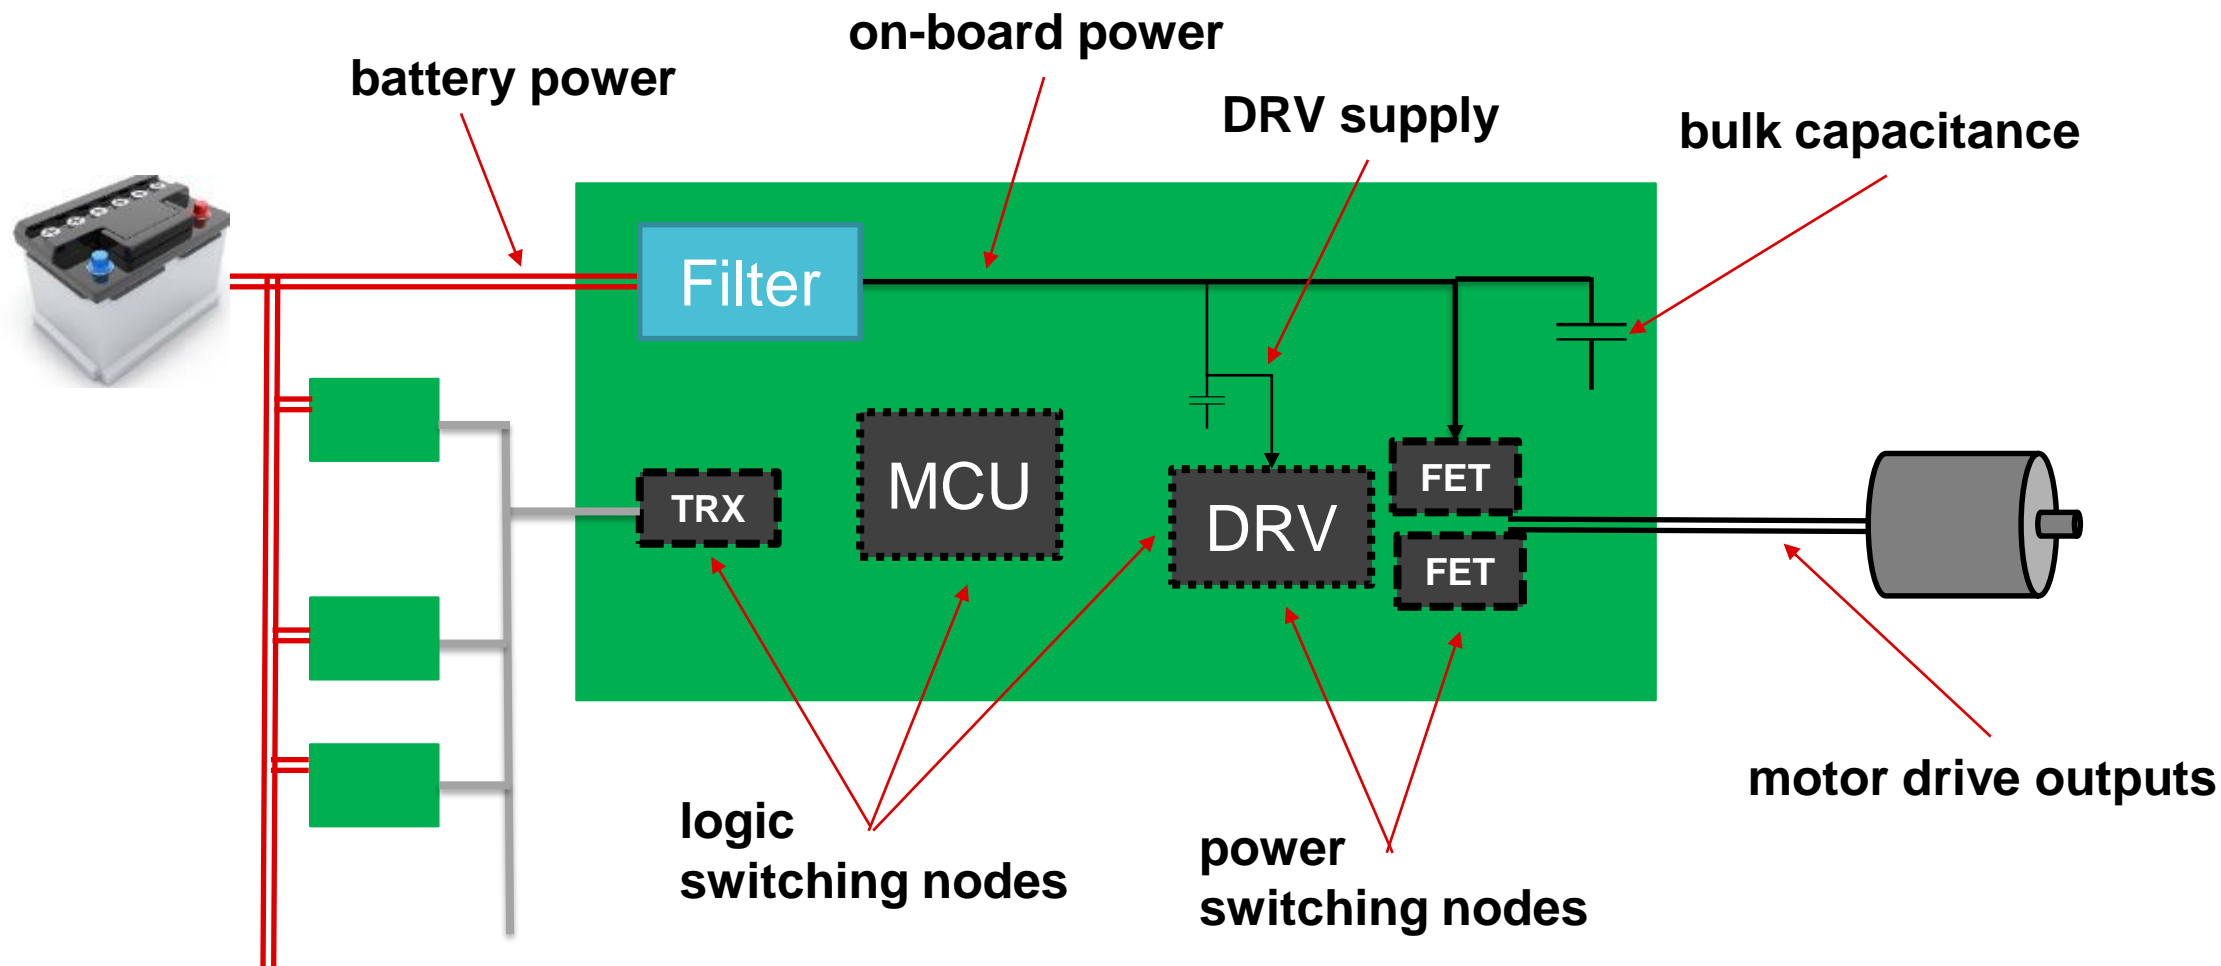 on-board power
battery power
DRV supply
bulk capacitance
Filter
MCU
TRX
DRV
FET
FET
motor drive outputs
logic
switching nodes
power
switching nodes